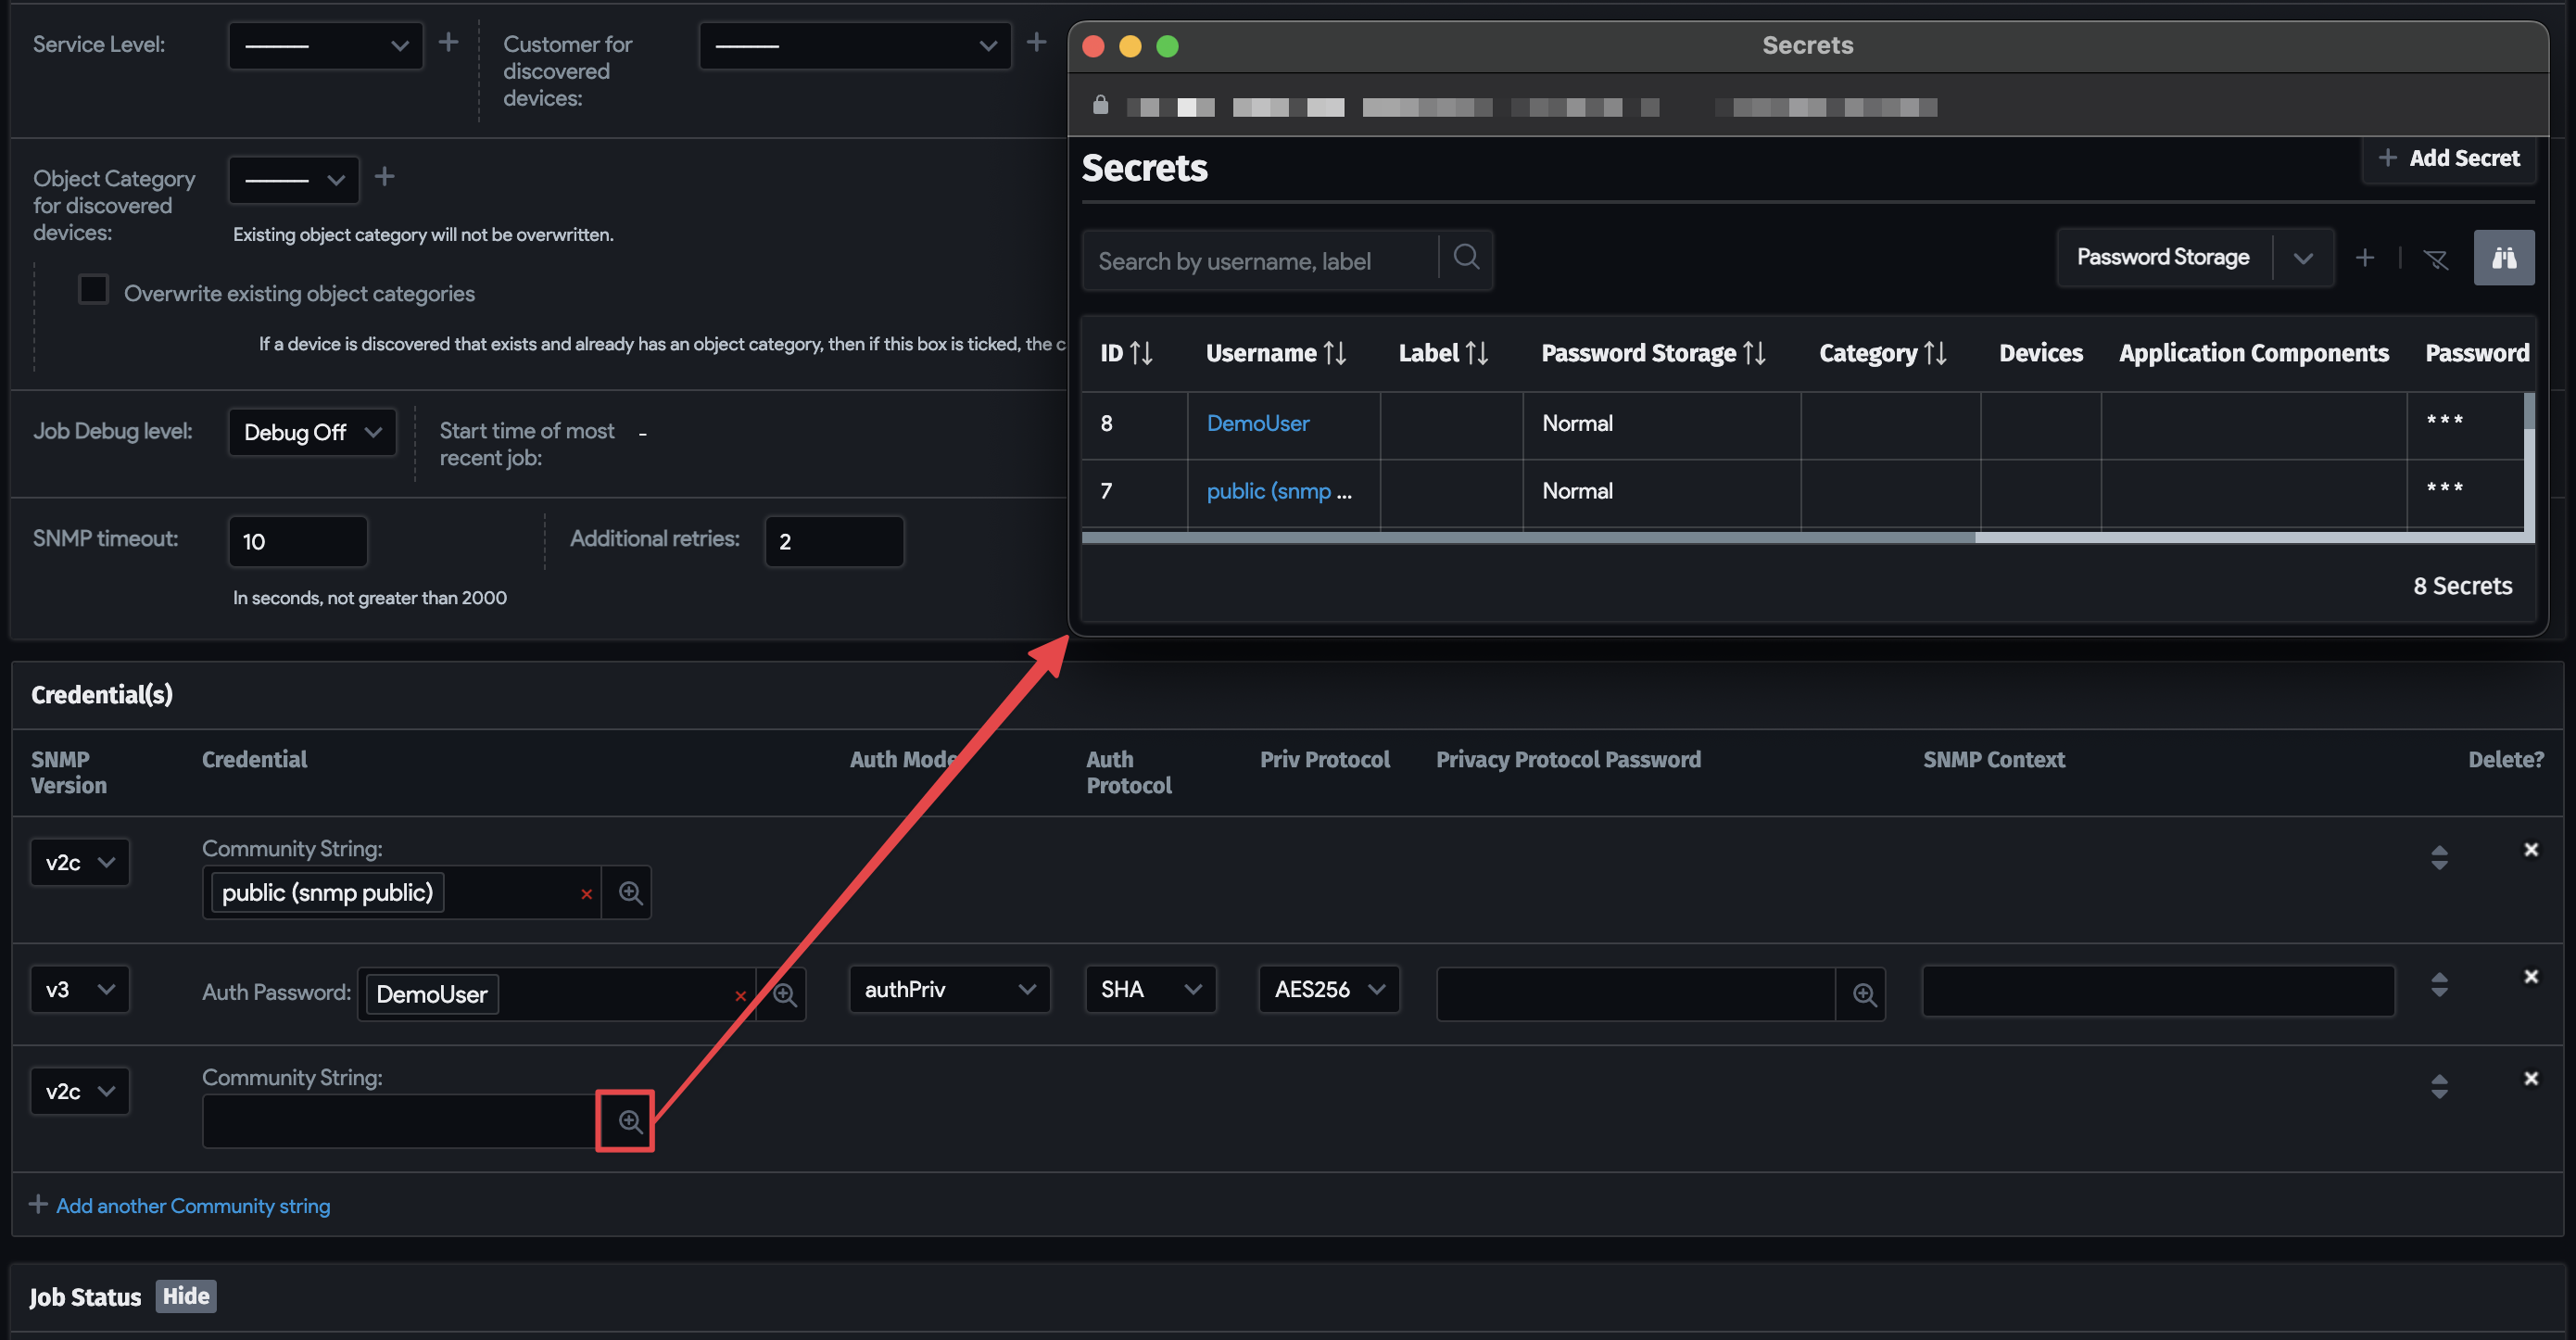 Service Level:
Customer for
discovered
devices:
Object Category
for discovered
devices:
Existing object category will not be overwritten.
Overwrite existing object categories
If a device is discovered that exists and already has an object category, then if this box is ticked, the c
Job Debug level:
Debug Off
Start time of most
recent job:
-
SNMP timeout:
10
Additional retries:
2
In seconds, not greater than 2000
Secrets
Secrets
Add Secret
Search by username, label
Password Storage
ID Username Label Password Storage Category Devices Application Components Password
8 DemoUser Normal ***
7 public (snmp ... Normal ***
8 Secrets
Credential(s)
SNMP
Version
Credential
Auth Mode
Auth
Protocol
Priv Protocol
Privacy Protocol Password
SNMP Context
Delete?
v2c
Community String:
public (snmp public)
v3
Auth Password:
DemoUser
authPriv
SHA
AES256
v2c
Community String:
Add another Community string
Job Status
Hide